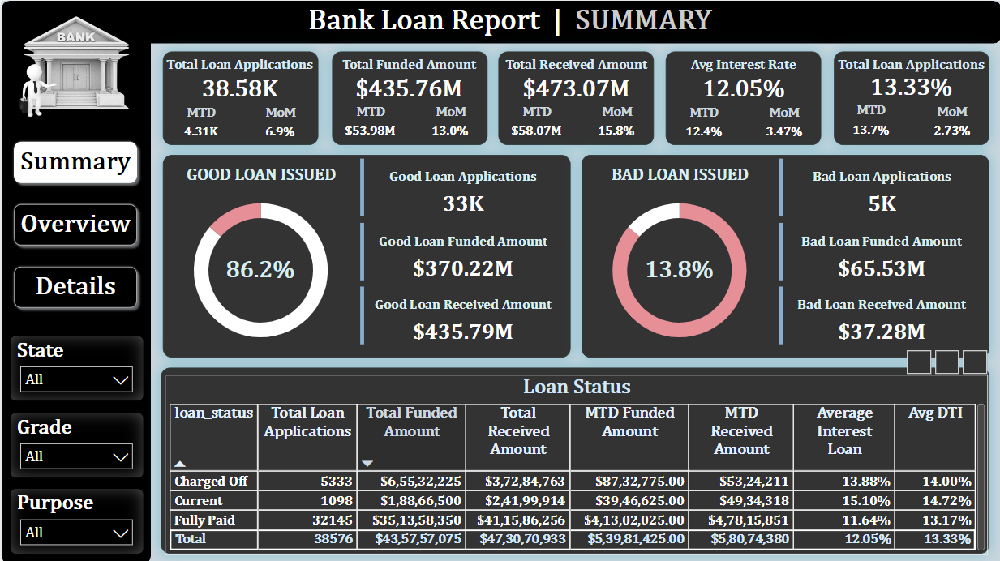 Bank Loan Report | SUMMARY
BANK
Summary
Overview
Details
State
All
Grade
All
Purpose
All
Total Loan Applications
38.58K
MTD MoM
4.31K 6.9%
Total Funded Amount
$435.76M
MTD MoM
$53.98M 13.0%
Total Received Amount
$473.07M
MTD MoM
$58.07M 15.8%
Avg Interest Rate
12.05%
MTD MoM
12.4% 3.47%
Total Loan Applications
13.33%
MTD MoM
13.7% 2.73%
GOOD LOAN ISSUED
86.2%
Good Loan Applications
33K
Good Loan Funded Amount
$370.22M
Good Loan Received Amount
$435.79M
BAD LOAN ISSUED
13.8%
Bad Loan Applications
5K
Bad Loan Funded Amount
$65.53M
Bad Loan Received Amount
$37.28M
Loan Status
loan_status Total Loan Total Funded Total MTD Funded MTD Average Avg DTI
Applications Amount Received Amount Received Interest
Amount Amount Loan
Charged Off 5333 $6,55,32,225 $3,72,84,763 $87,32,775.00 $53,24,211 13.88% 14.00%
Current 1098 $1,88,66,500 $2,41,99,914 $39,46,625.00 $49,34,318 15.10% 14.72%
Fully Paid 32145 $35,13,58,350 $41,15,86,256 $4,13,02,025.00 $4,78,15,851 11.64% 13.17%
Total 38576 $43,57,57,075 $47,30,70,933 $5,39,81,425.00 $5,80,74,380 12.05% 13.33%